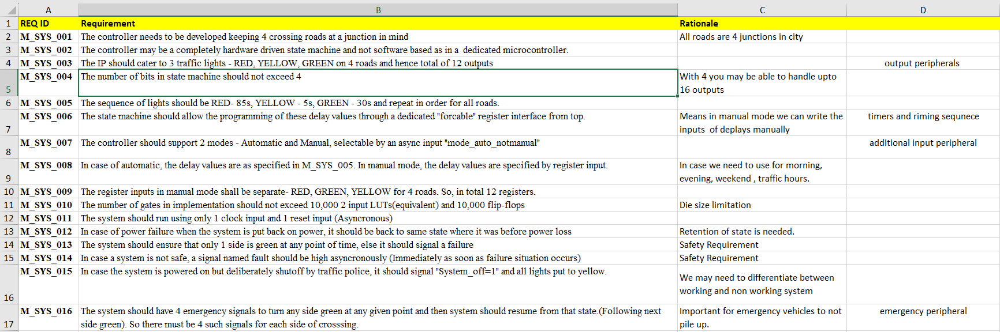 A B C D
1 REQ ID Requirement Rationale
2 M_SYS_001 The controller needs to be developed keeping 4 crossing roads at a junction in mind All roads are 4 junctions in city
3 M_SYS_002 The controller may be a completely hardware driven state machine and not software based as in a dedicated microcontroller.
4 M_SYS_003 The IP should cater to 3 traffic lights - RED, YELLOW, GREEN on 4 roads and hence total of 12 outputs output peripherals
M_SYS_004 The number of bits in state machine should not exceed 4 With 4 you may be able to handle upto
5 16 outputs
6 M_SYS_005 The sequence of lights should be RED- 85s, YELLOW - 5s, GREEN - 30s and repeat in order for all roads.
M_SYS_006 The state machine should allow the programming of these delay values through a dedicated "forcable" register interface from top. Means in manual mode we can write the timers and riming sequnece
7 inputs of deplays manually
M_SYS_007 The controller should support 2 modes - Automatic and Manual, selectable by an async input "mode_auto_notmanual" additional input peripheral
8
M_SYS_008 In case of automatic, the delay values are as specified in M_SYS_005. In manual mode, the delay values are specified by register input. In case we need to use for morning,
9 evening, weekend , traffic hours.
10 M_SYS_009 The register inputs in manual mode shall be separate- RED, GREEN, YELLOW for 4 roads. So, in total 12 registers.
11 M_SYS_010 The number of gates in implementation should not exceed 10,000 2 input LUTs(equivalent) and 10,000 flip-flops Die size limitation
12 M_SYS_011 The system should run using only 1 clock input and 1 reset input (Asyncronous)
13 M_SYS_012 In case of power failure when the system is put back on power, it should be back to same state where it was before power loss Retention of state is needed.
14 M_SYS_013 The system should ensure that only 1 side is green at any point of time, else it should signal a failure Safety Requirement
15 M_SYS_014 In case a system is not safe, a signal named fault should be high asyncronously (Immediately as soon as failure situation occurs) Safety Requirement
M_SYS_015 In case the system is powered on but deliberately shutoff by traffic police, it should signal "System_off=1" and all lights put to yellow.
We may need to differentiate between
16 working and non working system
M_SYS_016 The system should have 4 emergency signals to turn any side green at any given point and then system should resume from that state.(Following next Important for emergency vehicles to not emergency peripheral
17 side green). So there must be 4 such signals for each side of crosssing. pile up.